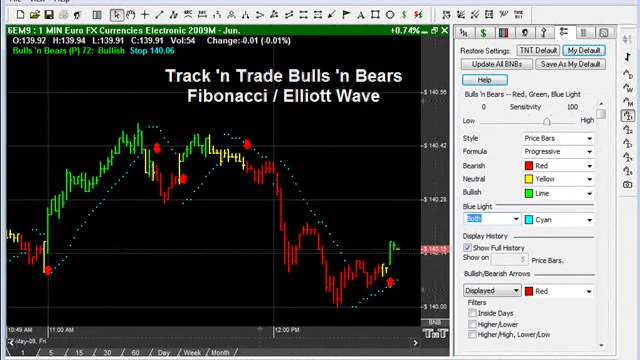 6EM9 : 1 MIN Euro FX Currencies Electronic 2009M - Jun.
+0.74%
O=139.92 H=139.94 L=139.91 C=139.91 Vol=54 Chng=-0.01 (-0.01%)
Bulls 'n Bears (P) 72: Bullish Stop 140.06
Track 'n Trade Bulls 'n Bears
Fibonacci / Elliott Wave
$ 140.56
$ 140.42
$ 140.28
$ 140.15
$ 140.00
10:49 AM 11:00 AM 12:00 PM
BNB
1 5 15 30 60 Day Week Month
Restore Settings: TNT Default My Default
Update All BNBs Save As My Default
Help
Bulls 'n Bears -- Red, Green, Blue Light
0 Sensitivity 100
Low High
Style Price Bars
Formula Progressive
Bearish Red
Neutral Yellow
Bullish Lime
Blue Light
Both Cyan
Display History
Show Full History
Show on 5 Price Bars.
Bullish/Bearish Arrows
Displayed Red
Filters
Inside Days
Higher/Lower
Higher/High, Lower/Low